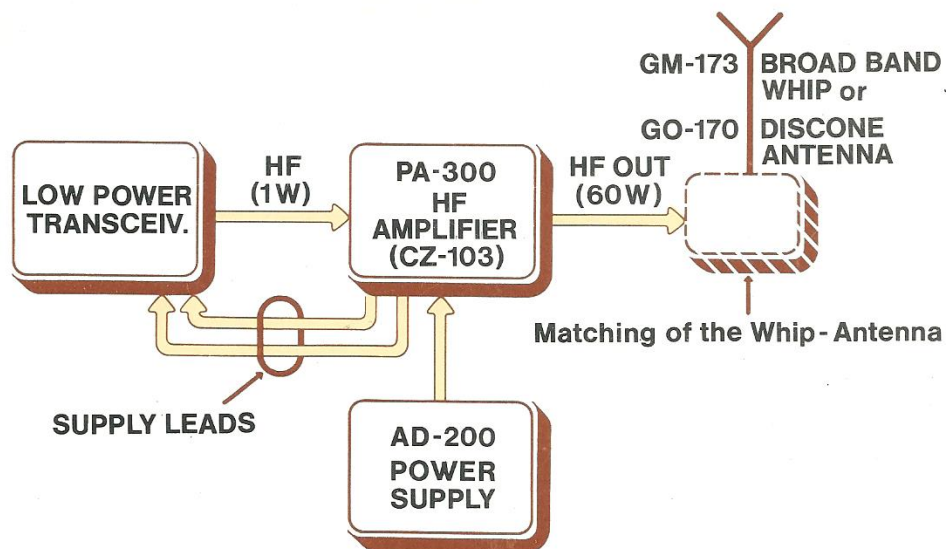 LOW POWER
TRANSCEIV.
HF
(1W)
PA-300
HF
AMPLIFIER
(CZ-103)
HF OUT
(60W)
GM-173 BROAD BAND
WHIP or
GO-170 DISCONE
ANTENNA
Matching of the Whip-Antenna
SUPPLY LEADS
AD-200
POWER
SUPPLY